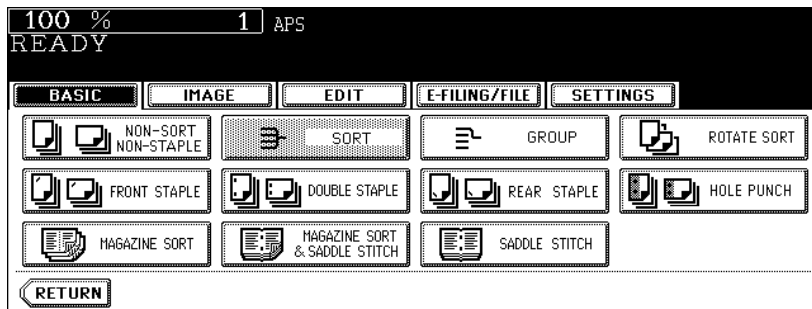 100 % 1 APS
READY
BASIC IMAGE EDIT E-FILING/FILE SETTINGS
NON-SORT NON-STAPLE SORT GROUP ROTATE SORT
FRONT STAPLE DOUBLE STAPLE REAR STAPLE HOLE PUNCH
MAGAZINE SORT MAGAZINE SORT & SADDLE STITCH SADDLE STITCH
RETURN